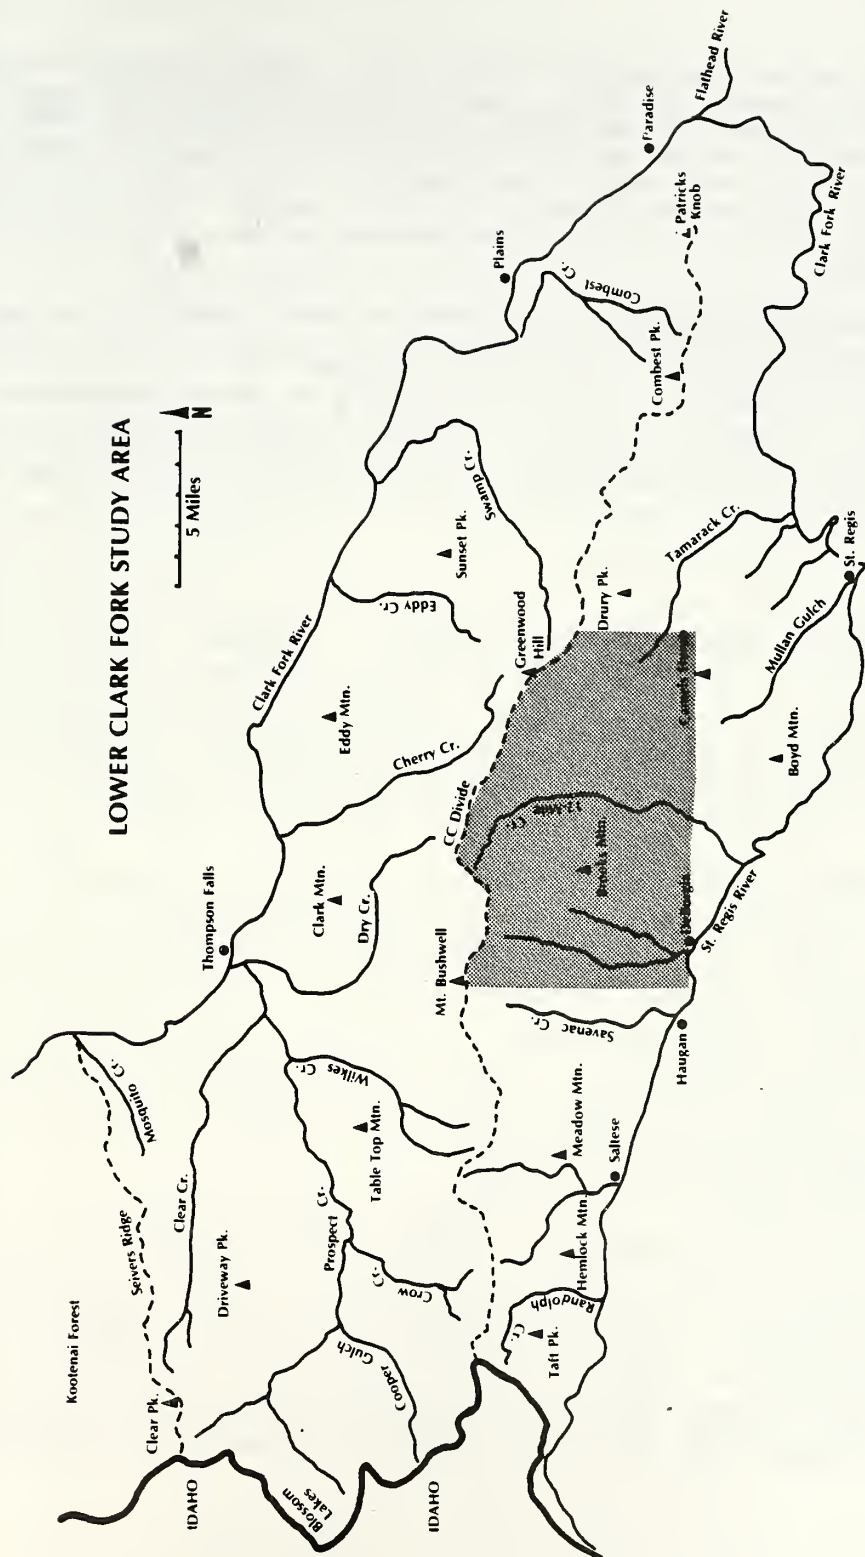 LOWER CLARK FORK STUDY AREA
N
5 Miles
Kootenai Forest
Seivers Ridge
Mosquito
Cr.
Clear Pk.
Clear Cr.
Driveway Pk.
IDAHO
Blossom
Lakes
IDAHO
Cooper Gulch
Prospect
Cr.
Crow
Cr.
Table Top Mtn.
Wilkes
Cr.
Thompson Falls
Clark Mtn.
Dry Cr.
Mt. Bushwell
Clark Fork River
Eddy Mtn.
Cherry Cr.
CC Divide
Eddy Cr.
Sunset Pk.
Swamp Cr.
Greenwood
Hill
Plains
Combest
Cr.
Combest Pk.
Paradise
Patricks
Knob
Flathead River
Clark Fork River
Drury Pk.
Tamarack Cr.
St. Regis
Mullan Gulch
Boyd Mtn.
12-Mile
Cr.
Brooks Mtn.
DeBorgia
St. Regis River
Savenac Cr.
Haugan
Meadow Mtn.
Saltese
Hemlock Mtn.
Randolph
Cr.
Taft Pk.